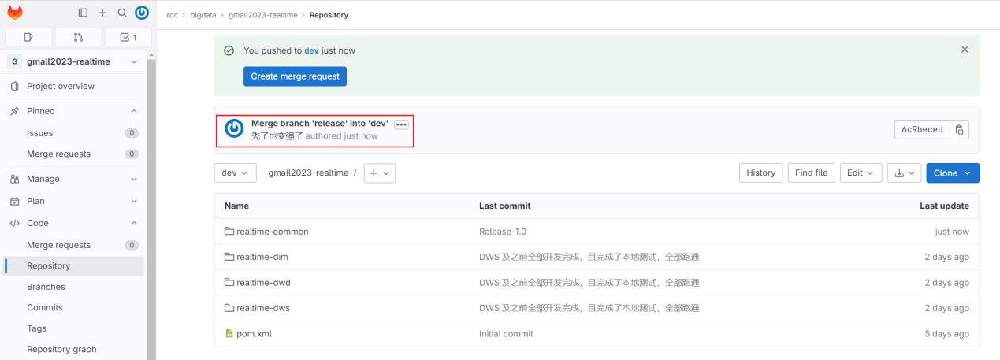 rdc › bigdata › gmall2023-realtime › Repository
1
G gmall2023-realtime
Project overview
Pinned
Issues 0
Merge requests 0
Manage
Plan
Code
Merge requests 0
Repository
Branches
Commits
Tags
Repository graph
You pushed to dev just now
Create merge request
Merge branch 'release' into 'dev'
秃了也变强了 authored just now
6c9beced
dev gmall2023-realtime / +
History Find file Edit Clone
Name Last commit Last update
realtime-common Release-1.0 just now
realtime-dim DWS 及之前全部开发完成，且完成了本地测试，全部跑通 2 days ago
realtime-dwd DWS 及之前全部开发完成，且完成了本地测试，全部跑通 2 days ago
realtime-dws DWS 及之前全部开发完成，且完成了本地测试，全部跑通 2 days ago
pom.xml Initial commit 5 days ago